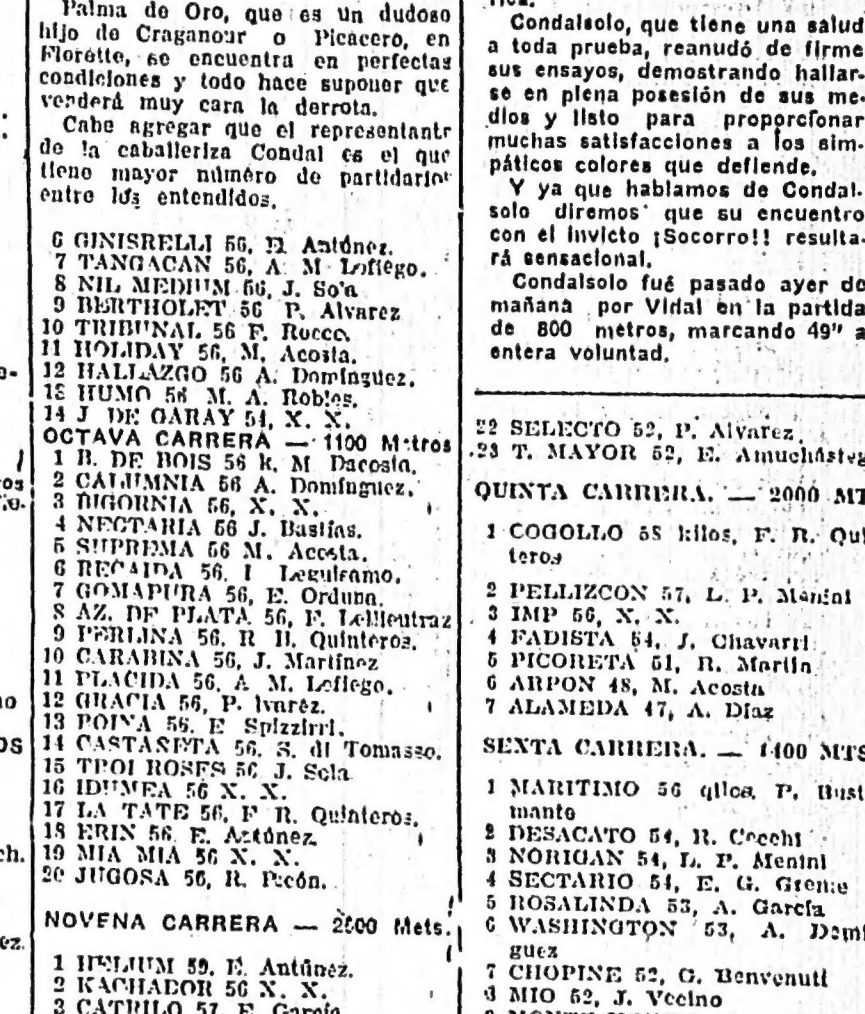 Palma de Oro, que es un dudoso
hijo de Craganour o Picacero, en
Florette, se encuentra en perfectas
condiciones y todo hace suponer que
venderá muy cara la derrota.
Cabe agregar que el representante
de la caballeriza Condal es el que
tiene mayor número de partidarios
entre los entendidos.
6 GINISRELLI 56, E. Antúnez.
7 TANGACAN 56, A. M Lofiego.
8 NIL MEDIUM 56, J. Sola
9 BERTHOLET 56 P. Alvarez
10 TRIBUNAL 56 F. Rocco.
11 HOLIDAY 56, M. Acosta.
12 HALLAZGO 56 A. Domínguez.
13 HUMO 56 M. A. Robles.
14 J DE GARAY 54, X. X.
OCTAVA CARRERA — 1100 Metros
1 B. DE BOIS 56 k. M Dacosta.
2 CALUMNIA 56 A. Domínguez.
3 BIGORNIA 56, X. X.
4 NECTARIA 56 J. Bastías.
5 SUPREMA 56 M. Acosta.
6 RECAIDA 56. I Leguisamo.
7 GOMAPURA 56, E. Orduna.
8 AZ. DE PLATA 56, F.
9 PERLINA 56. R B. Quinteros.
10 CARABINA 56, J. Martínez
11 PLACIDA 56, A M. Lofiego.
12 GRACIA 56, P. lvarez.
13 56. E Spizzirri.
14 CASTAÑETA 56, S. di Tomasso.
15 TROI ROSES 56 J. Sola
16 IDUMEA 56 X. X.
17 LA TATE 56, F R. Quinteros.
18 ERIN 56. E. Antúnez
19 MIA MIA 56 X. X.
20 JUGOSA 56, R. Pecón.
NOVENA CARRERA — Mets.
1 HELIUM 59. E. Antúnez.
2 KACHADOR 56 X. X.
3 CATRILO 57. E. García
Condalsolo, que tiene una salud
a toda prueba, reanudó de firme
sus ensayos, demostrando hallar-
se en plena posesión de sus me-
dios y listo para proporcionar
muchas satisfacciones a los sim-
páticos colores que defiende.
Y ya que hablamos de Condal-
solo diremos que su encuentro
con el invicto ¡Socorro!! resulta-
rá sensacional.
Condalsolo fué pasado ayer de
mañana por Vidal en la partida
de 800 metros, marcando 49" a
entera voluntad.
22 SELECTO 52, P. Alvarez
23 T. MAYOR 52, E. Amuchásteg
QUINTA CARRERA. — 2000 MT
1 COGOLLO 58 kilos, F. R. Qui
teros
2 PELLIZCON 57, L. P. Menini
3 IMP 56, X. X.
4 FADISTA 54, J. Chavarri
5 PICORETA 51, R. Martin
6 ARPON 48, M. Acosta
7 ALAMEDA 47, A. Díaz
SEXTA CARRERA. — 1400 MTS
1 MARITIMO 56 P. Bust
mante
2 DESACATO 54, R. Cecchi
3 NORIGAN 54, L. P. Menini
4 SECTARIO 54, E. G. Greme
5 ROSALINDA 53, A. García
6 WASHINGTON 53, A. Domí
guez
7 CHOPINE 52, G. Benvenuti
8 MIO 52, J. Vecino